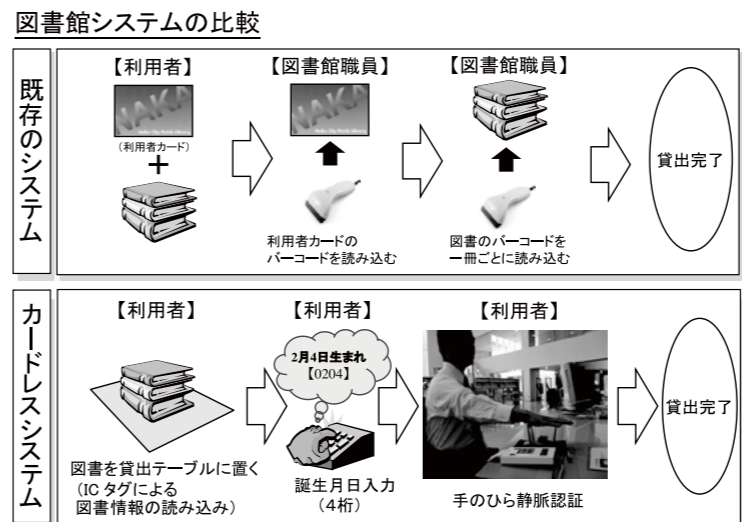 図書館システムの比較
既存のシステム
【利用者】
NAKA
(利用者カード)
+
【図書館職員】
NAKA
利用者カードの
バーコードを読み込む
【図書館職員】
図書のバーコードを
一冊ごとに読み込む
貸出完了
カードレスシステム
【利用者】
図書を貸出テーブルに置く
(ICタグによる
図書情報の読み込み)
【利用者】
2月4日生まれ
【0204】
誕生月日入力
(4桁)
【利用者】
手のひら静脈認証
貸出完了